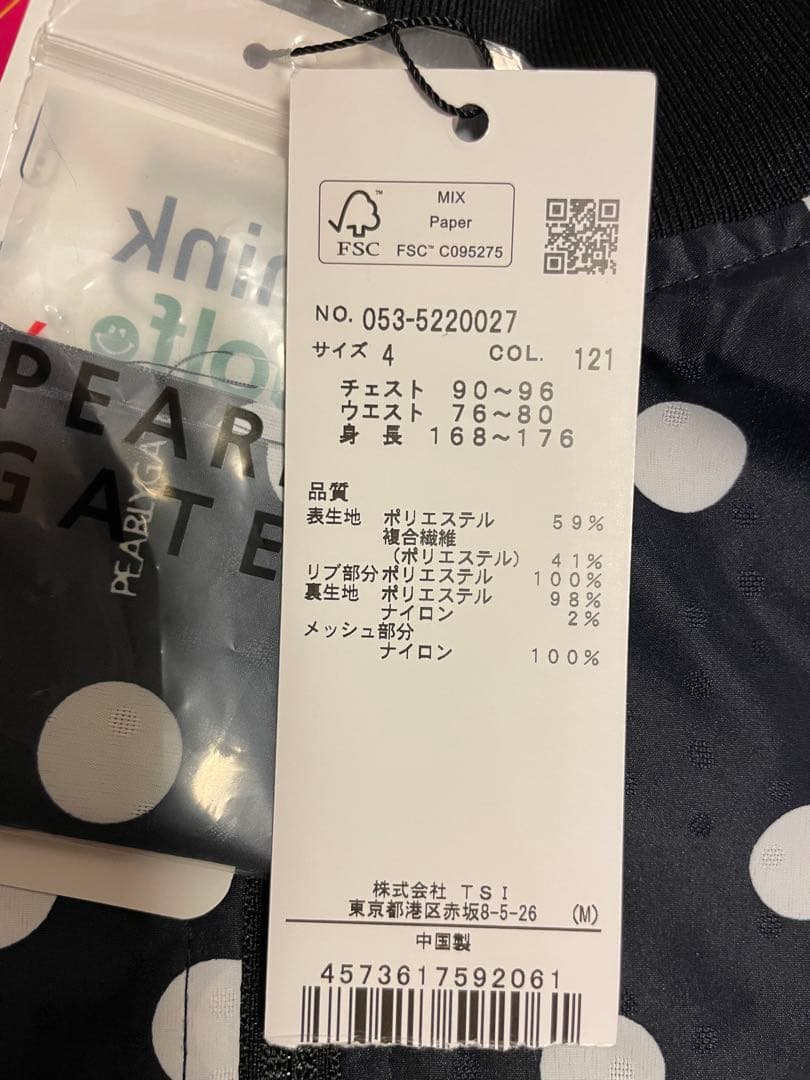 MIX
Paper
FSC™ C095275
FSC
NO. 053-5220027
サイズ 4 COL. 121
チェスト 90～96
ウエスト 76～80
身長 168～176
品質
表生地 ポリエステル 59%
複合繊維
(ポリエステル) 41%
リブ部分 ポリエステル 100%
裏生地 ポリエステル 98%
ナイロン 2%
メッシュ部分
ナイロン 100%
株式会社 TSI
東京都港区赤坂8-5-26 (M)
中国製
4573617592061
hink
olf
PEAR
GATE
PEARLYGA